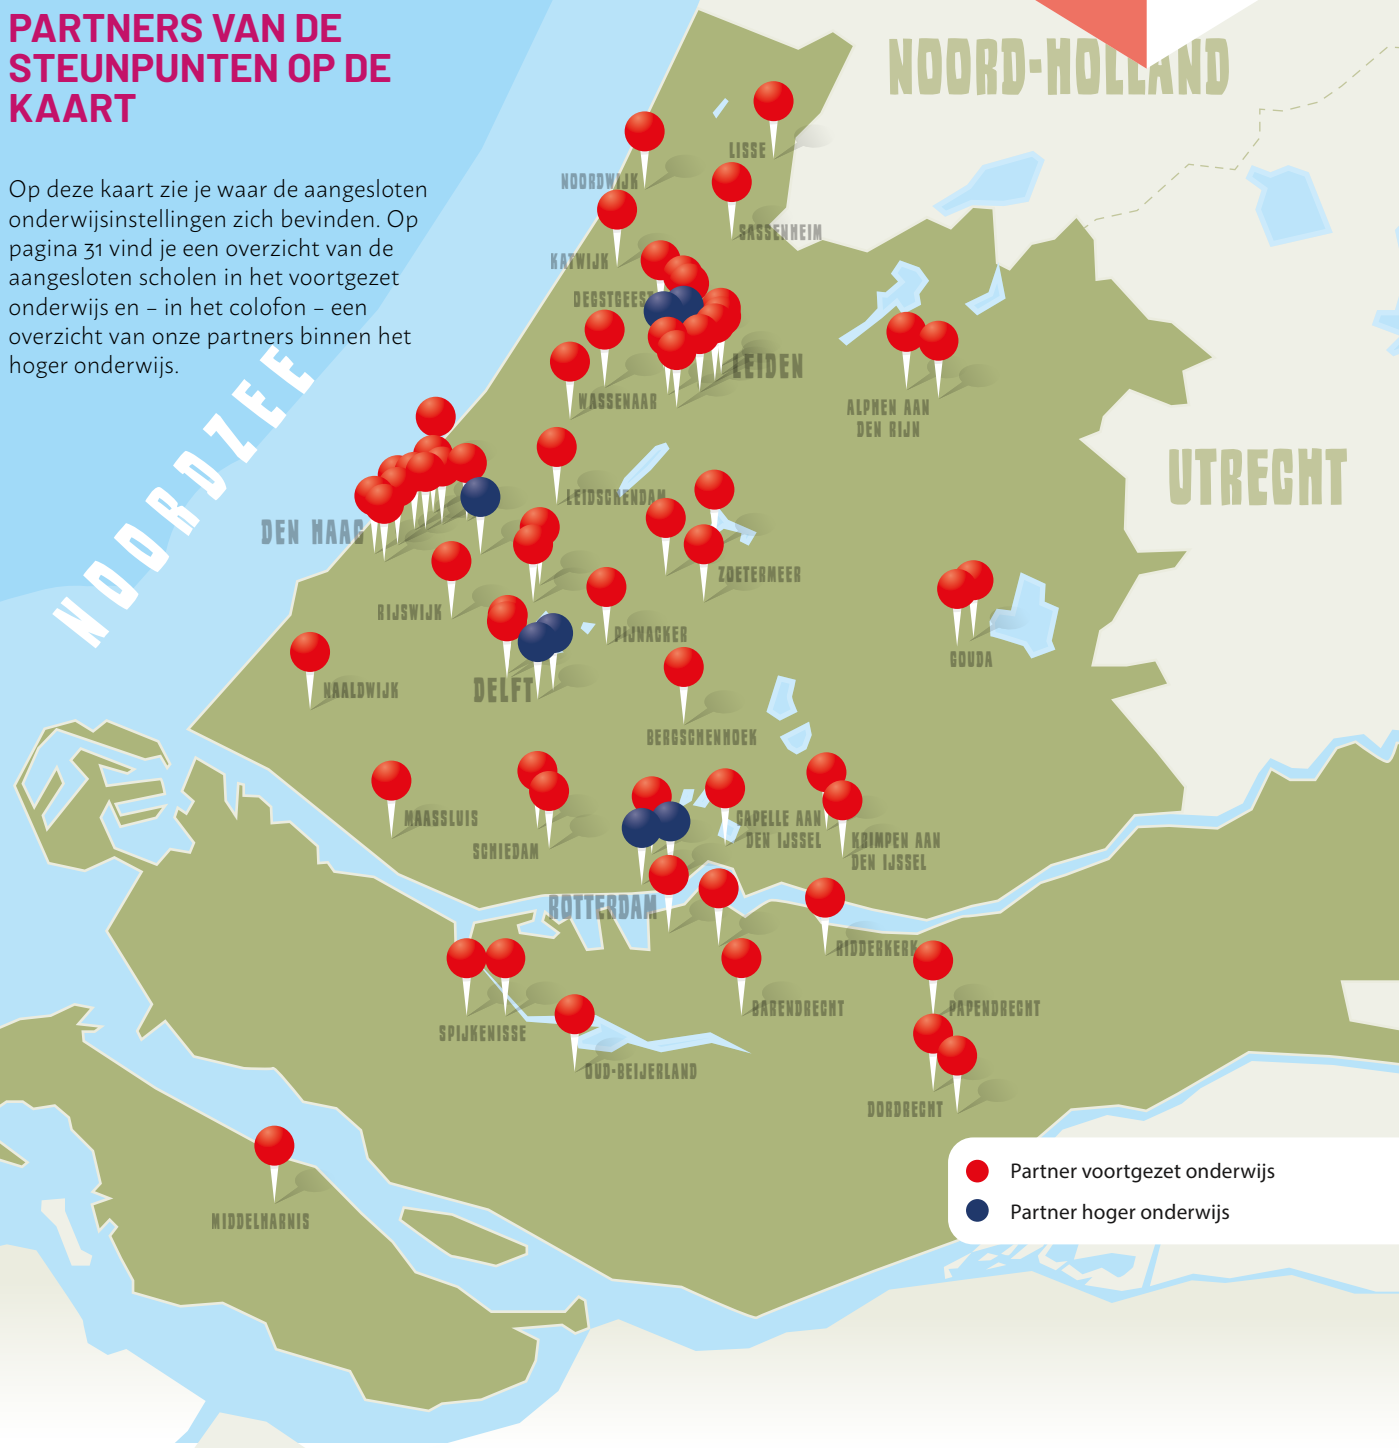 PARTNERS VAN DE
STEUNPUNTEN OP DE
KAART
Op deze kaart zie je waar de aangesloten
onderwijsinstellingen zich bevinden. Op
pagina 31 vind je een overzicht van de
aangesloten scholen in het voortgezet
onderwijs en – in het colofon – een
overzicht van onze partners binnen het
hoger onderwijs.
NOORD-HOLLAND
LISSE
NOORDWIJK
SASSENHEIM
KATWIJK
OEGSTGEEST
LEIDEN
WASSENAAR
ALPHEN AAN
DEN RIJN
NOORDZEE
UTRECHT
LEIDSCHENDAM
DEN HAAG
ZOETERMEER
RIJSWIJK
PIJNACKER
GOUDA
NAALDWIJK
DELFT
BERGSCHENHOEK
MAASSLUIS
CAPELLE AAN
DEN IJSSEL
KRIMPEN AAN
DEN IJSSEL
SCHIEDAM
ROTTERDAM
RIDDERKERK
BARENDRECHT
PAPENDRECHT
SPIJKENISSE
OUD-BEIJERLAND
DORDRECHT
MIDDELHARNIS
Partner voortgezet onderwijs
Partner hoger onderwijs